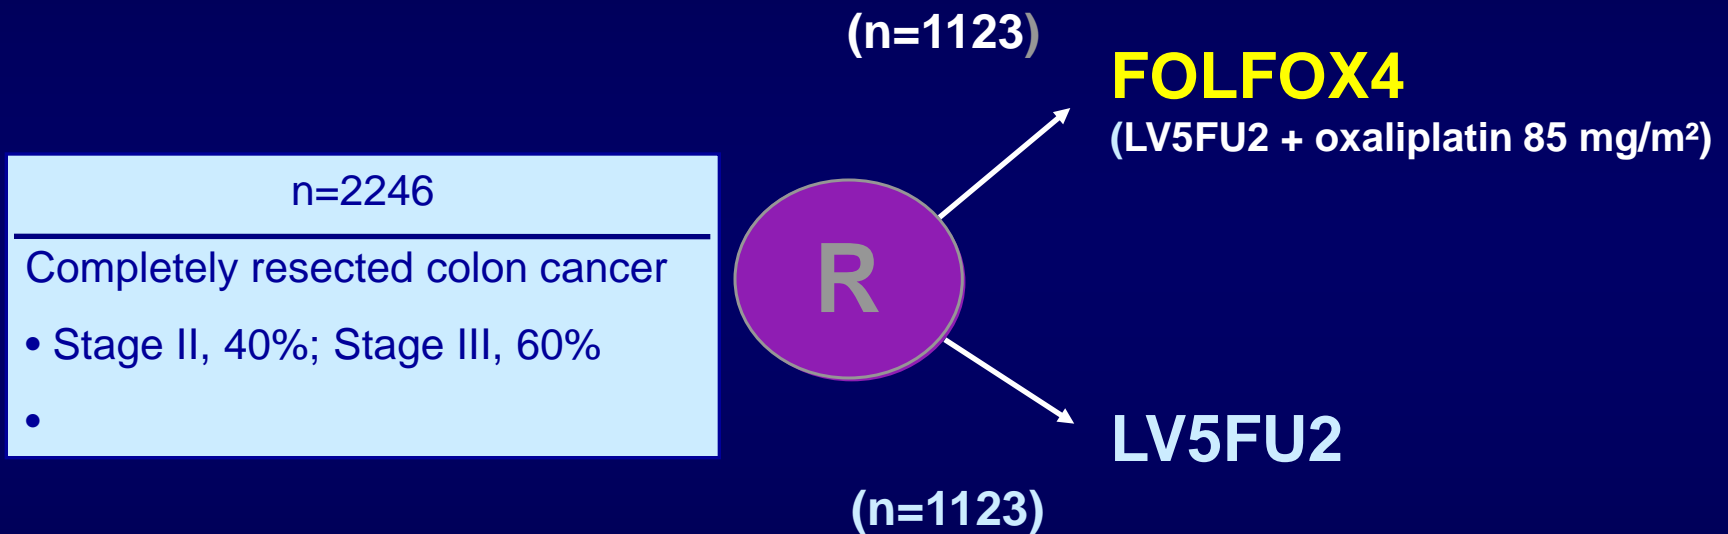 (n=1123)
FOLFOX4
(LV5FU2 + oxaliplatin 85 mg/m²)
n=2246
Completely resected colon cancer
• Stage II, 40%; Stage III, 60%
•
R
LV5FU2
(n=1123)